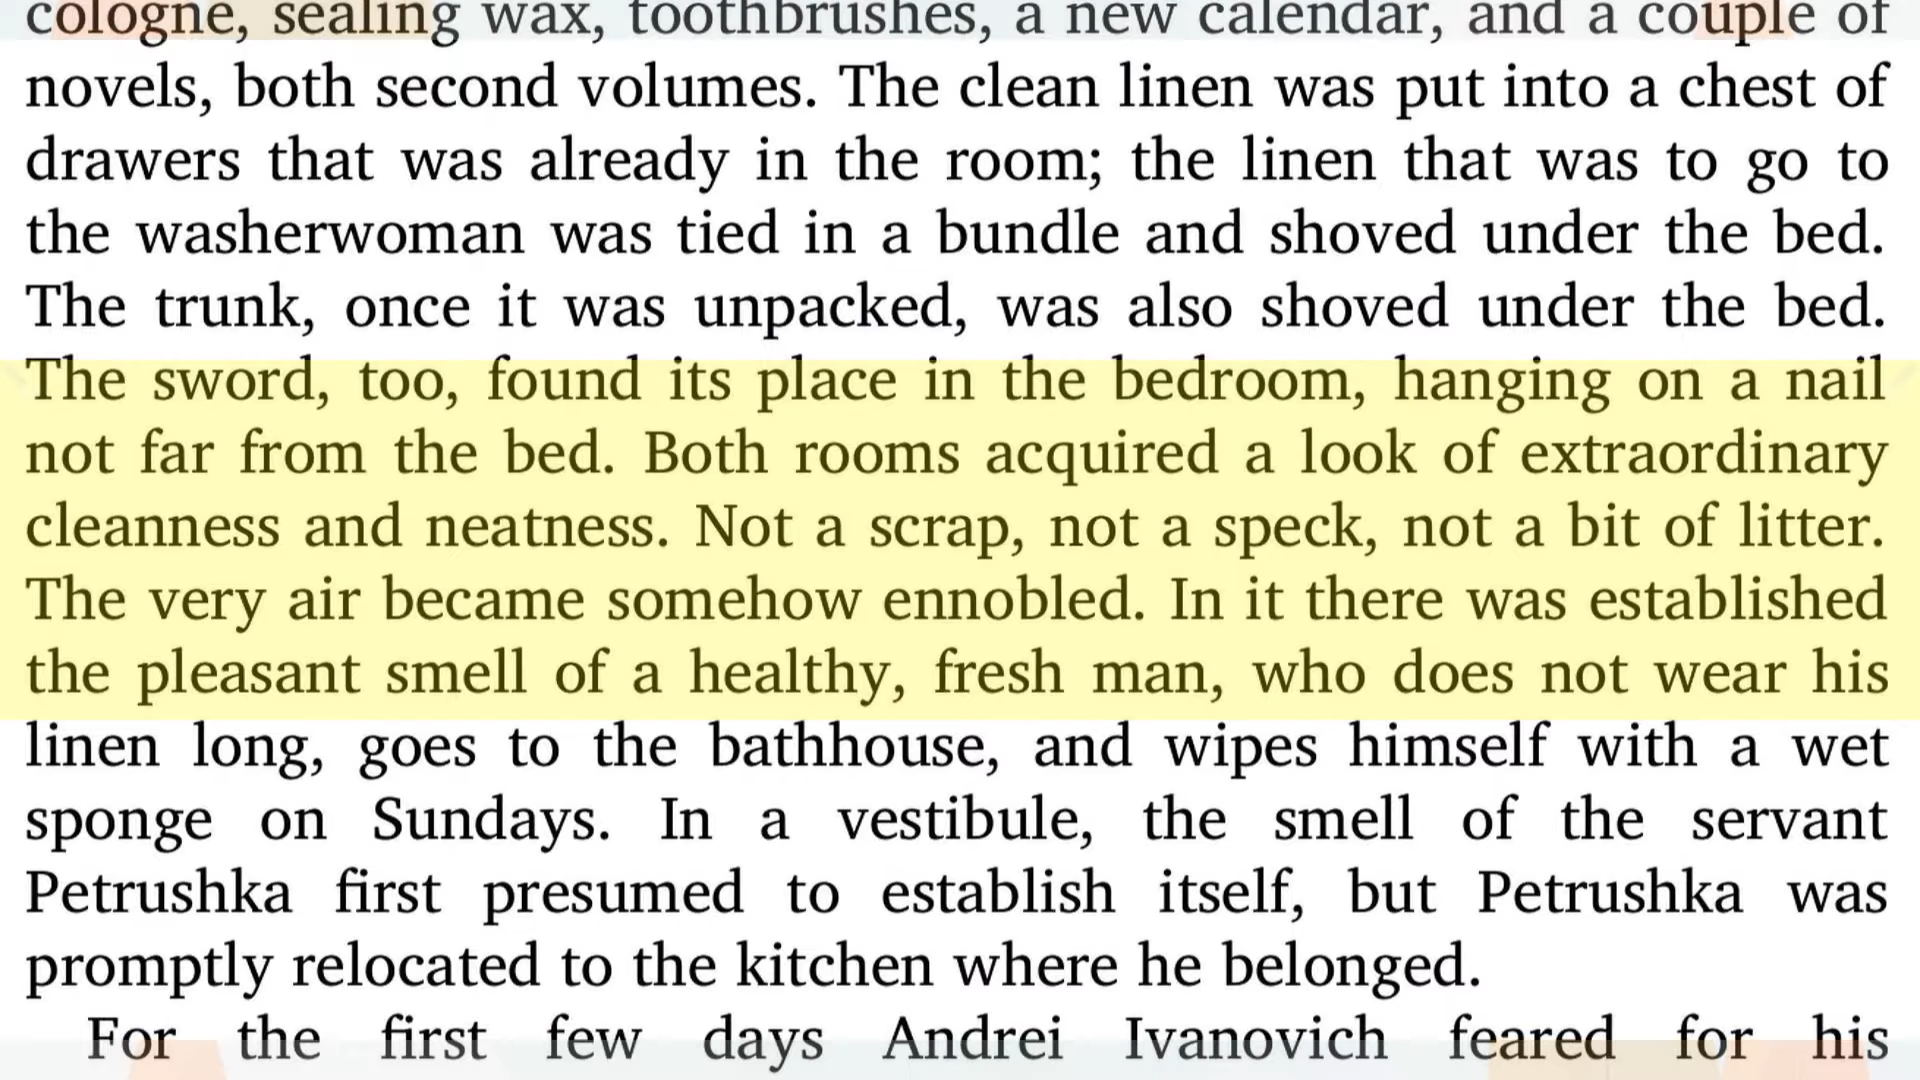 cologne, sealing wax, toothbrushes, a new calendar, and a couple of
novels, both second volumes. The clean linen was put into a chest of
drawers that was already in the room; the linen that was to go to
the washerwoman was tied in a bundle and shoved under the bed.
The trunk, once it was unpacked, was also shoved under the bed.
The sword, too, found its place in the bedroom, hanging on a nail
not far from the bed. Both rooms acquired a look of extraordinary
cleanness and neatness. Not a scrap, not a speck, not a bit of litter.
The very air became somehow ennobled. In it there was established
the pleasant smell of a healthy, fresh man, who does not wear his
linen long, goes to the bathhouse, and wipes himself with a wet
sponge on Sundays. In a vestibule, the smell of the servant
Petrushka first presumed to establish itself, but Petrushka was
promptly relocated to the kitchen where he belonged.
For the first few days Andrei Ivanovich feared for his